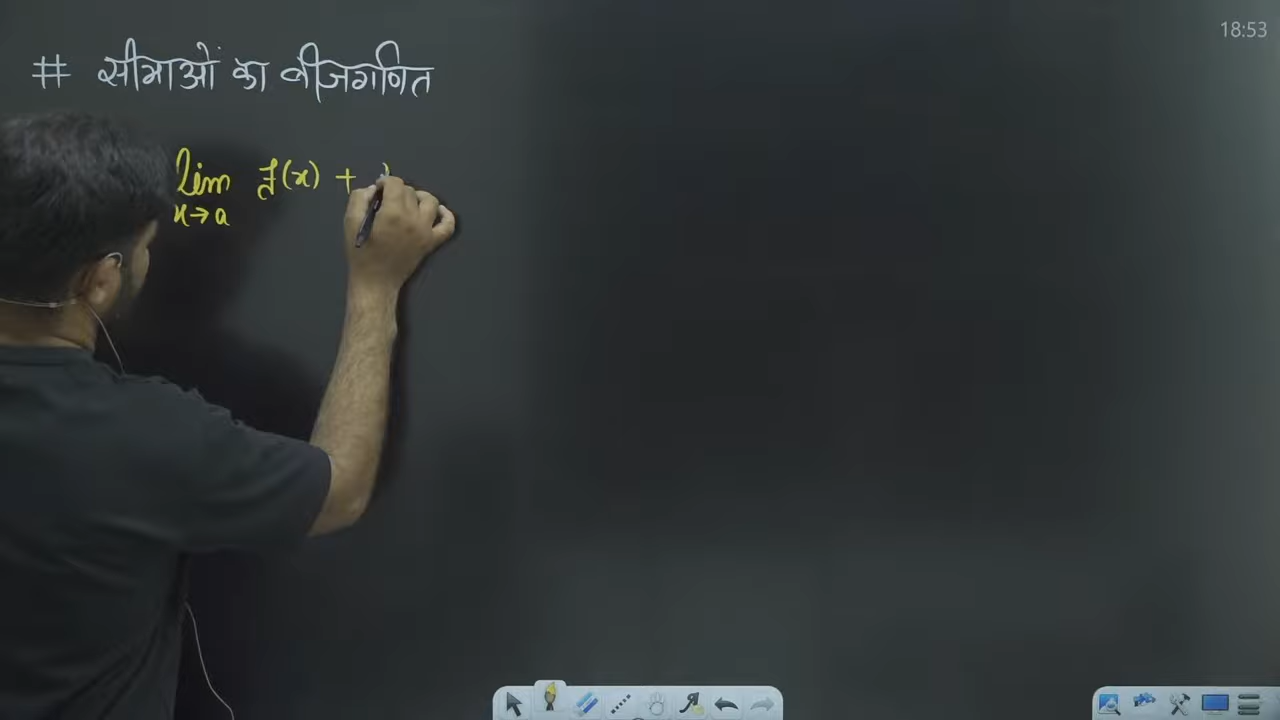 18:53
# सीमाओं का बीजगणित
lim f(x) +
x→a